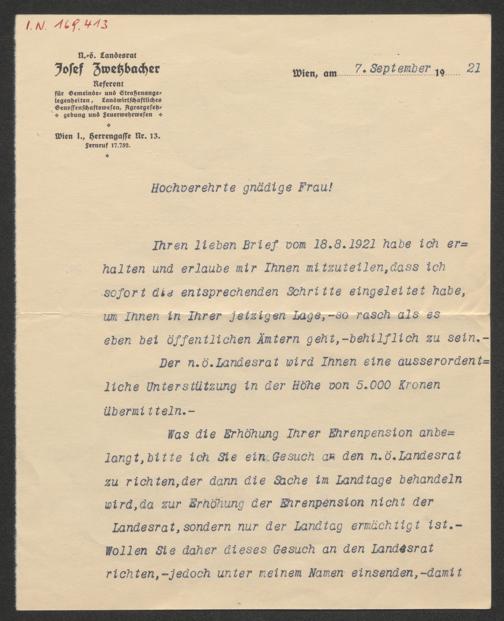 I.N. 169.413
N.-ö. Landesrat
Josef Zwetzbacher
Referent
für Gemeinde- und Straßenange-
legenheiten, Landwirtschaftliches
Genossenschaftswesen, Agrargesetz-
gebung und Feuerwehrwesen
Wien I., Herrengasse Nr. 13.
Fernruf 17.792.
Wien, am 7. September 19 21
Hochverehrte gnädige Frau!
Ihren lieben Brief vom 18.8.1921 habe ich er=
halten und erlaube mir Ihnen mitzuteilen, dass ich
sofort die entsprechenden Schritte eingeleitet habe,
um Ihnen in Ihrer jetzigen Lage,-so rasch als es
eben bei öffentlichen Ämtern geht,-behilflich zu sein.-
Der n.ö.Landesrat wird Ihnen eine ausserordent=
liche Unterstützung in der Höhe von 5.000 Kronen
übermitteln.-
Was die Erhöhung Ihrer Ehrenpension anbe=
langt, bitte ich Sie ein Gesuch an den n.ö.Landesrat
zu richten, der dann die Sache im Landtage behandeln
wird, da zur Erhöhung der Ehrenpension nicht der
Landesrat, sondern nur der Landtag ermächtigt ist.-
Wollen Sie daher dieses Gesuch an den Landesrat
richten,-jedoch unter meinem Namen einsenden,-damit